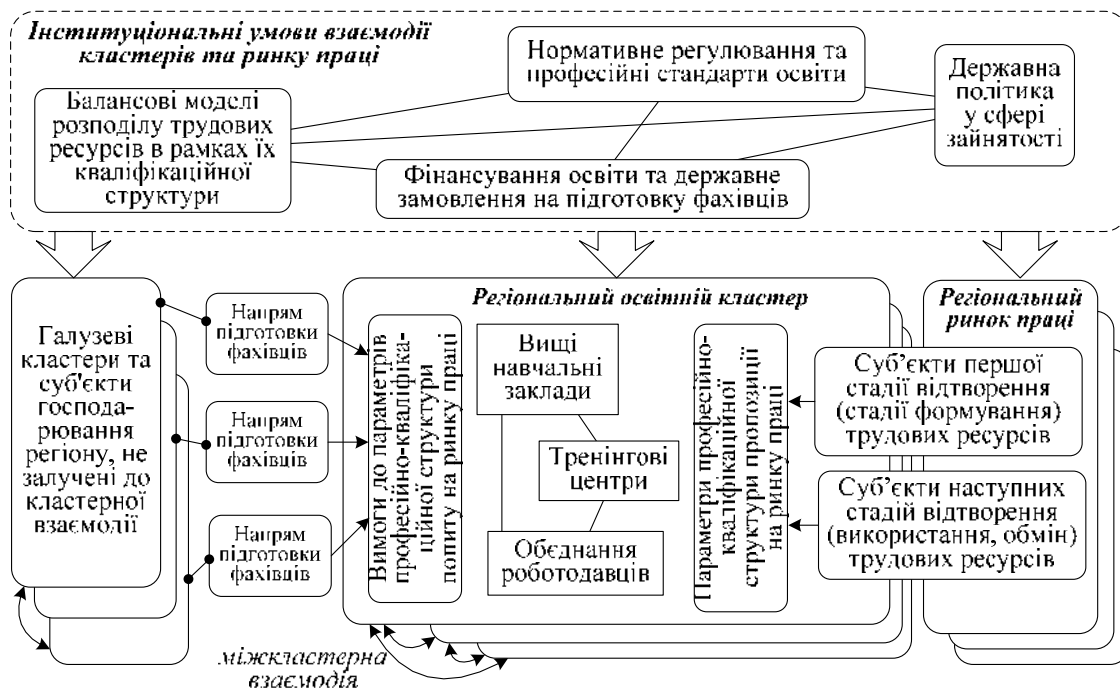 Інституціональні умови взаємодії
кластерів та ринку праці
Нормативне регулювання та
професійні стандарти освіти
Державна
політика
у сфері
зайнятості
Балансові моделі
розподілу трудових
ресурсів в рамках їх
кваліфікаційної
структури
Фінансування освіти та державне
замовлення на підготовку фахівців
Галузеві
кластери та
суб'єкти
господа-
рювання
регіону, не
залучені до
кластерної
взаємодії
Напрям
підготовки
фахівців
Напрям
підготовки
фахівців
Напрям
підготовки
фахівців
Регіональний освітній кластер
Вимоги до параметрів
професійно-кваліфіка-
ційної структури
попиту на ринку праці
Вищі
навчальні
заклади
Тренінгові
центри
Обєднання
роботодавців
Параметри професійно-
кваліфікаційної
структури пропозиції
на ринку праці
Регіональний
ринок праці
Суб’єкти першої
стадії відтворення
(стадії формування)
трудових ресурсів
Суб’єкти наступних
стадій відтворення
(використання, обмін)
трудових ресурсів
міжкластерна
взаємодія